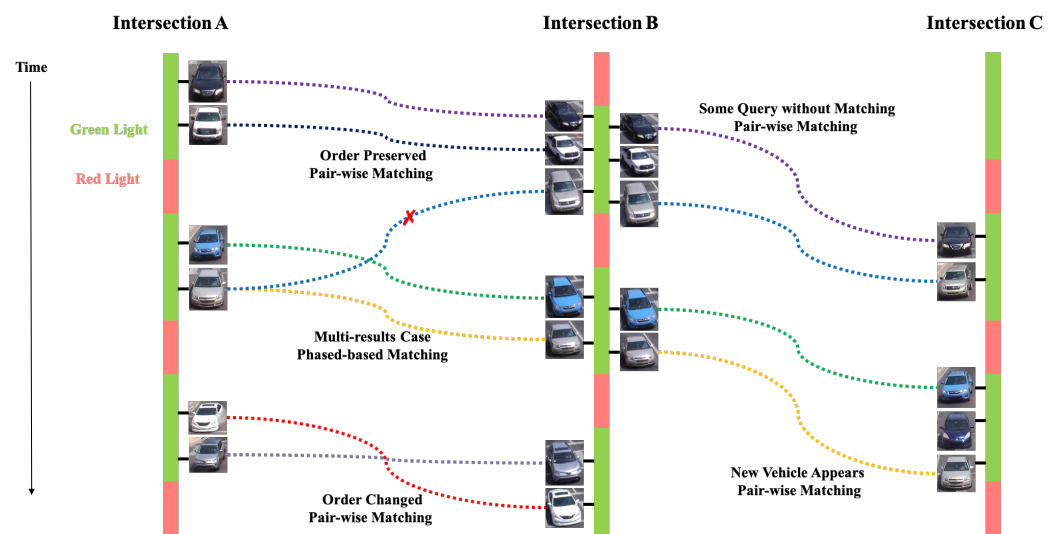 Intersection A
Intersection B
Intersection C
Time
Green Light
Red Light
Order Preserved
Pair-wise Matching
Some Query without Matching
Pair-wise Matching
Multi-results Case
Phased-based Matching
New Vehicle Appears
Pair-wise Matching
Order Changed
Pair-wise Matching